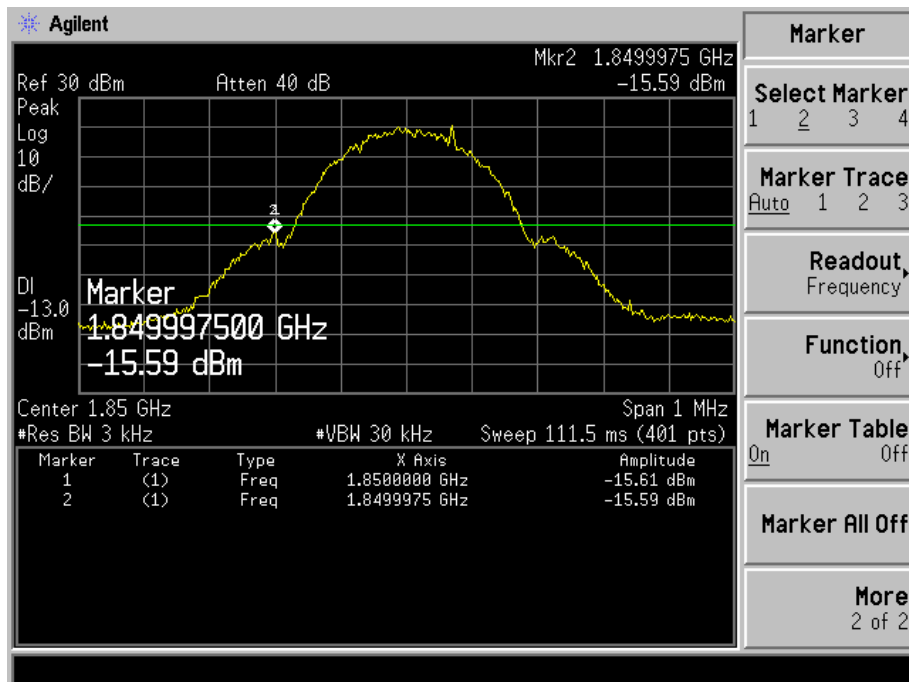 Agilent
Mkr2 1.8499975 GHz
Ref 30 dBm Atten 40 dB -15.59 dBm
Peak
Log
10
dB/
DI
-13.0
dBm
Marker
1.849997500 GHz
-15.59 dBm
Center 1.85 GHz Span 1 MHz
#Res BW 3 kHz #VBW 30 kHz Sweep 111.5 ms (401 pts)
Marker Trace Type X Axis Amplitude
1 (1) Freq 1.8500000 GHz -15.61 dBm
2 (1) Freq 1.8499975 GHz -15.59 dBm
Marker
Select Marker
1 2 3 4
Marker Trace
Auto 1 2 3
Readout
Frequency
Function
Off
Marker Table
On Off
Marker All Off
More
2 of 2